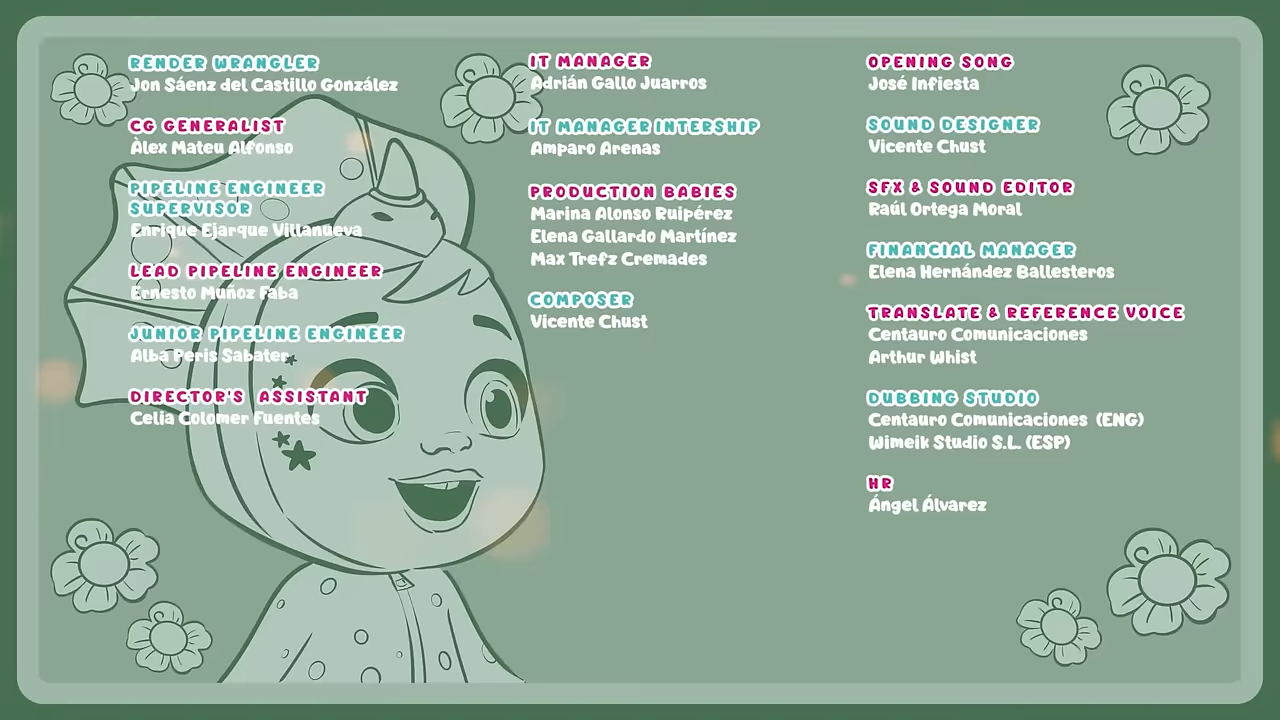 RENDER WRANGLER
Jon Sáenz del Castillo González
CG GENERALIST
Àlex Mateu Alfonso
PIPELINE ENGINEER
SUPERVISOR
Enrique Ejarque Villanueva
LEAD PIPELINE ENGINEER
Ernesto Muñoz Faba
JUNIOR PIPELINE ENGINEER
Alba Peris Sabater
DIRECTOR'S ASSISTANT
Celia Colomer Fuentes
IT MANAGER
Adrián Gallo Juarros
IT MANAGER INTERSHIP
Amparo Arenas
PRODUCTION BABIES
Marina Alonso Ruipérez
Elena Gallardo Martínez
Max Trefz Cremades
COMPOSER
Vicente Chust
OPENING SONG
José Infiesta
SOUND DESIGNER
Vicente Chust
SFX & SOUND EDITOR
Raúl Ortega Moral
FINANCIAL MANAGER
Elena Hernández Ballesteros
TRANSLATE & REFERENCE VOICE
Centauro Comunicaciones
Arthur Whist
DUBBING STUDIO
Centauro Comunicaciones (ENG)
Wimeik Studio S.L. (ESP)
HR
Ángel Álvarez